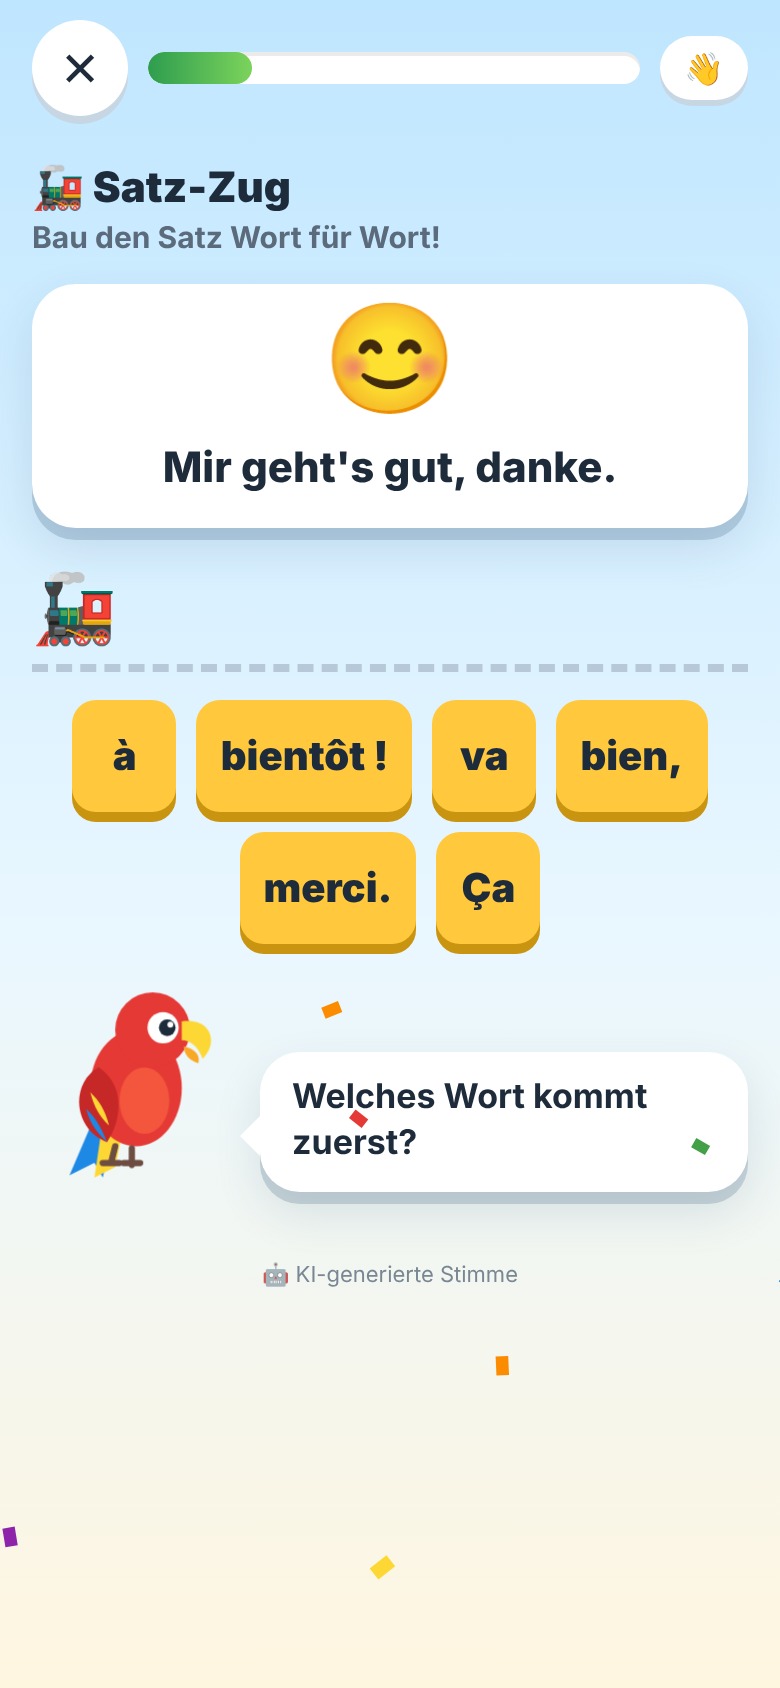 Satz-Zug
Bau den Satz Wort für Wort!
Mir geht's gut, danke.
à bientôt ! va bien,
merci. Ça
Welches Wort kommt
zuerst?
KI-generierte Stimme